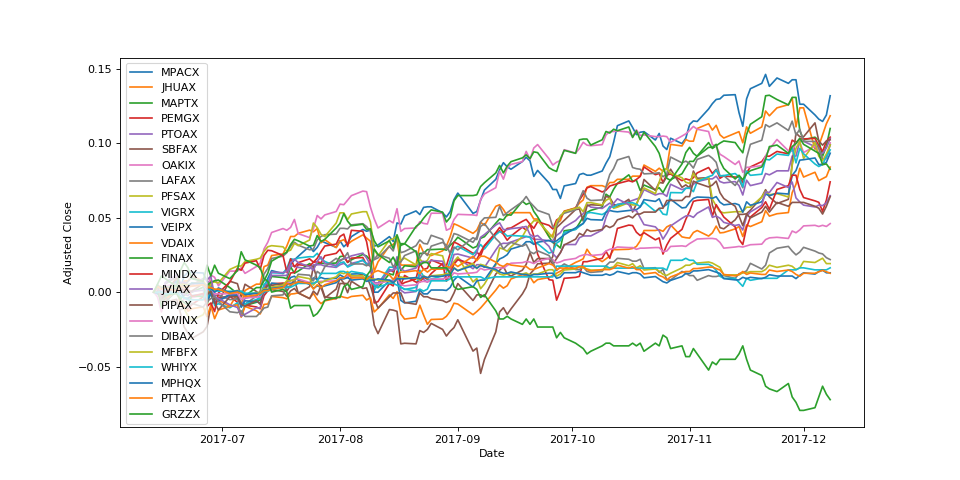 0.15
0.10
0.05
0.00
−0.05
Adjusted Close
MPACX
JHUAX
MAPTX
PEMGX
PTOAX
SBFAX
OAKIX
LAFAX
PFSAX
VIGRX
VEIPX
VDAIX
FINAX
MINDX
JVIAX
PIPAX
VWINX
DIBAX
MFBFX
WHIYX
MPHQX
PTTAX
GRZZX
2017-07 2017-08 2017-09 2017-10 2017-11 2017-12
Date